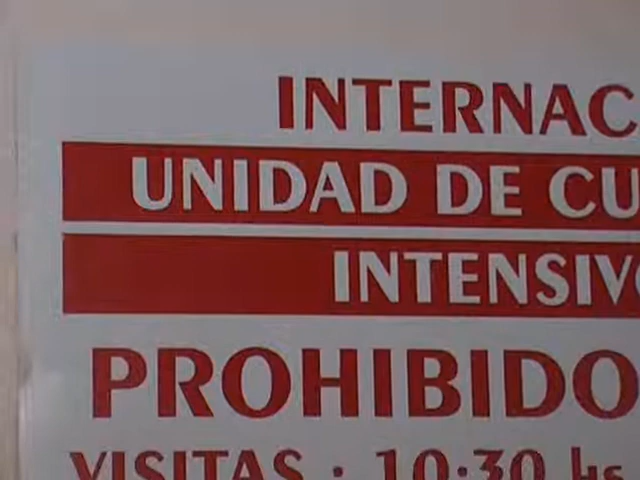 INTERNAC
UNIDAD DE CU
INTENSIVO
PROHIBIDO
VISITAS · 10:30 hs